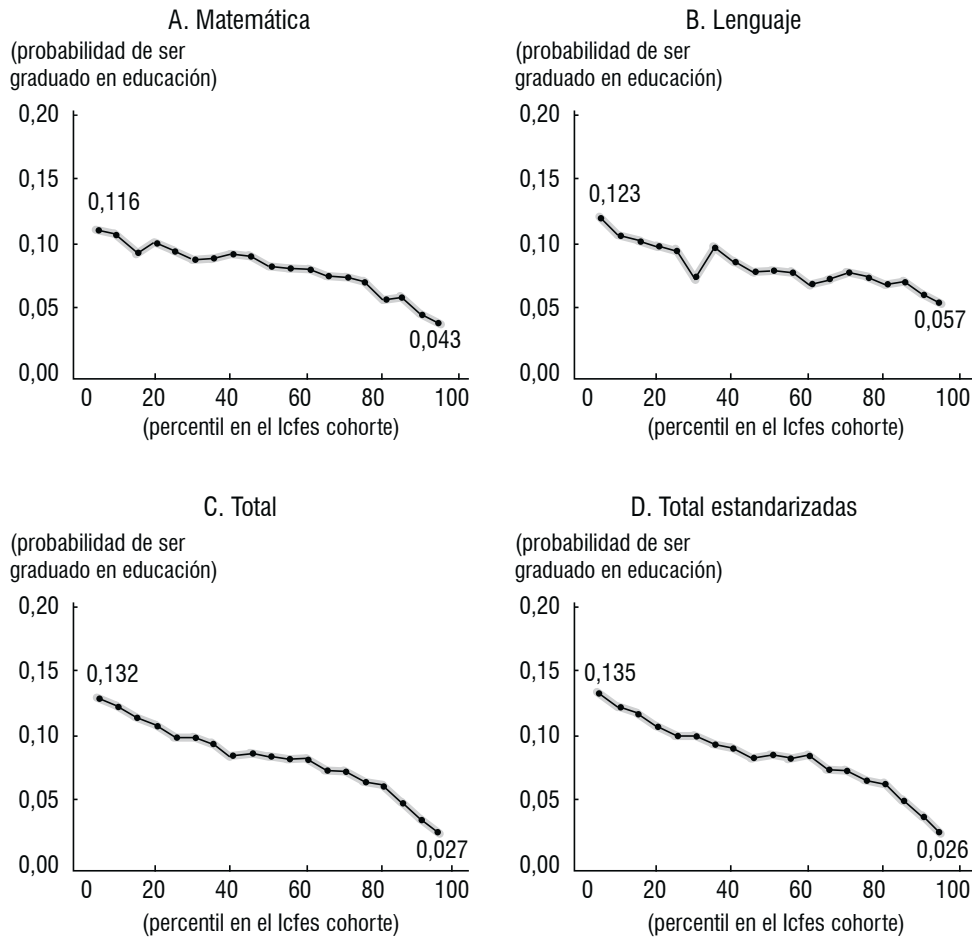 A. Matemática
(probabilidad de ser
graduado en educación)
0,20
0,15
0,116
0,10
0,05
0,043
0,00
0 20 40 60 80 100
(percentil en el Icfes cohorte)
B. Lenguaje
(probabilidad de ser
graduado en educación)
0,20
0,15
0,123
0,10
0,05
0,057
0,00
0 20 40 60 80 100
(percentil en el Icfes cohorte)
C. Total
(probabilidad de ser
graduado en educación)
0,20
0,15
0,132
0,10
0,05
0,027
0,00
0 20 40 60 80 100
(percentil en el Icfes cohorte)
D. Total estandarizadas
(probabilidad de ser
graduado en educación)
0,20
0,15
0,135
0,10
0,05
0,026
0,00
0 20 40 60 80 100
(percentil en el Icfes cohorte)